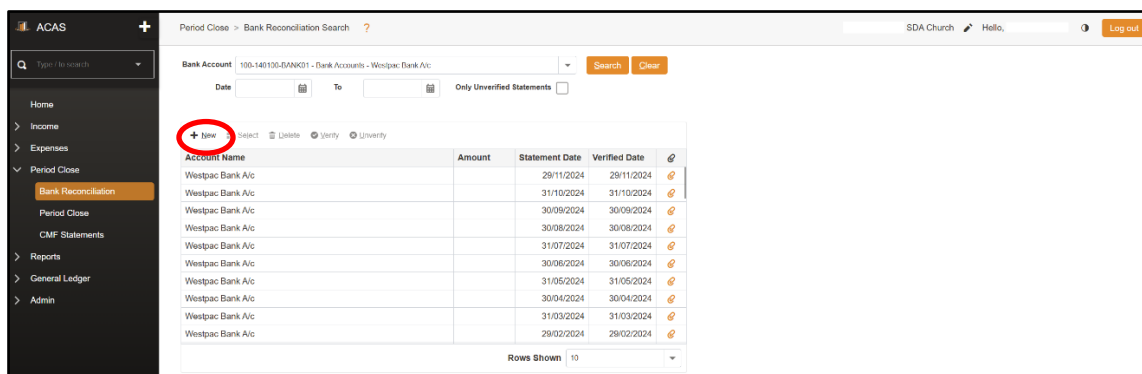 ACAS
Period Close > Bank Reconciliation Search ?
SDA Church Hello,
Log out
Type / to search
Bank Account 100-140100-BANK01 - Bank Accounts - Westpac Bank A/c
Search Clear
Date To Only Unverified Statements
Home
Income
Expenses
Period Close
Bank Reconciliation
Period Close
CMF Statements
Reports
General Ledger
Admin
New Select Delete Verify Unverify
Account Name Amount Statement Date Verified Date
Westpac Bank A/c 29/11/2024 29/11/2024
Westpac Bank A/c 31/10/2024 31/10/2024
Westpac Bank A/c 30/09/2024 30/09/2024
Westpac Bank A/c 30/08/2024 30/08/2024
Westpac Bank A/c 31/07/2024 31/07/2024
Westpac Bank A/c 30/06/2024 30/06/2024
Westpac Bank A/c 31/05/2024 31/05/2024
Westpac Bank A/c 30/04/2024 30/04/2024
Westpac Bank A/c 31/03/2024 31/03/2024
Westpac Bank A/c 29/02/2024 29/02/2024
Rows Shown 10